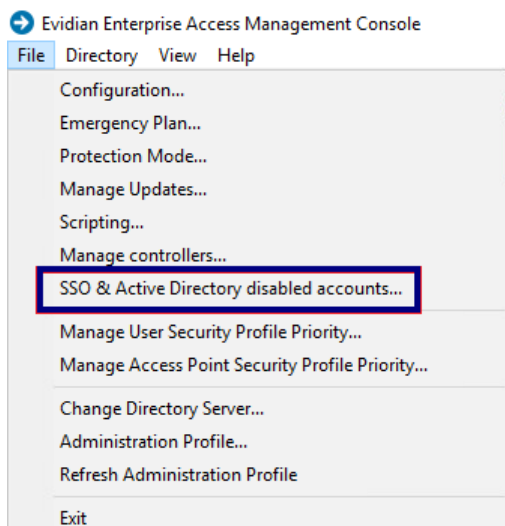 Evidian Enterprise Access Management Console
File Directory View Help
Configuration...
Emergency Plan...
Protection Mode...
Manage Updates...
Scripting...
Manage controllers...
SSO & Active Directory disabled accounts...
Manage User Security Profile Priority...
Manage Access Point Security Profile Priority...
Change Directory Server...
Administration Profile...
Refresh Administration Profile
Exit